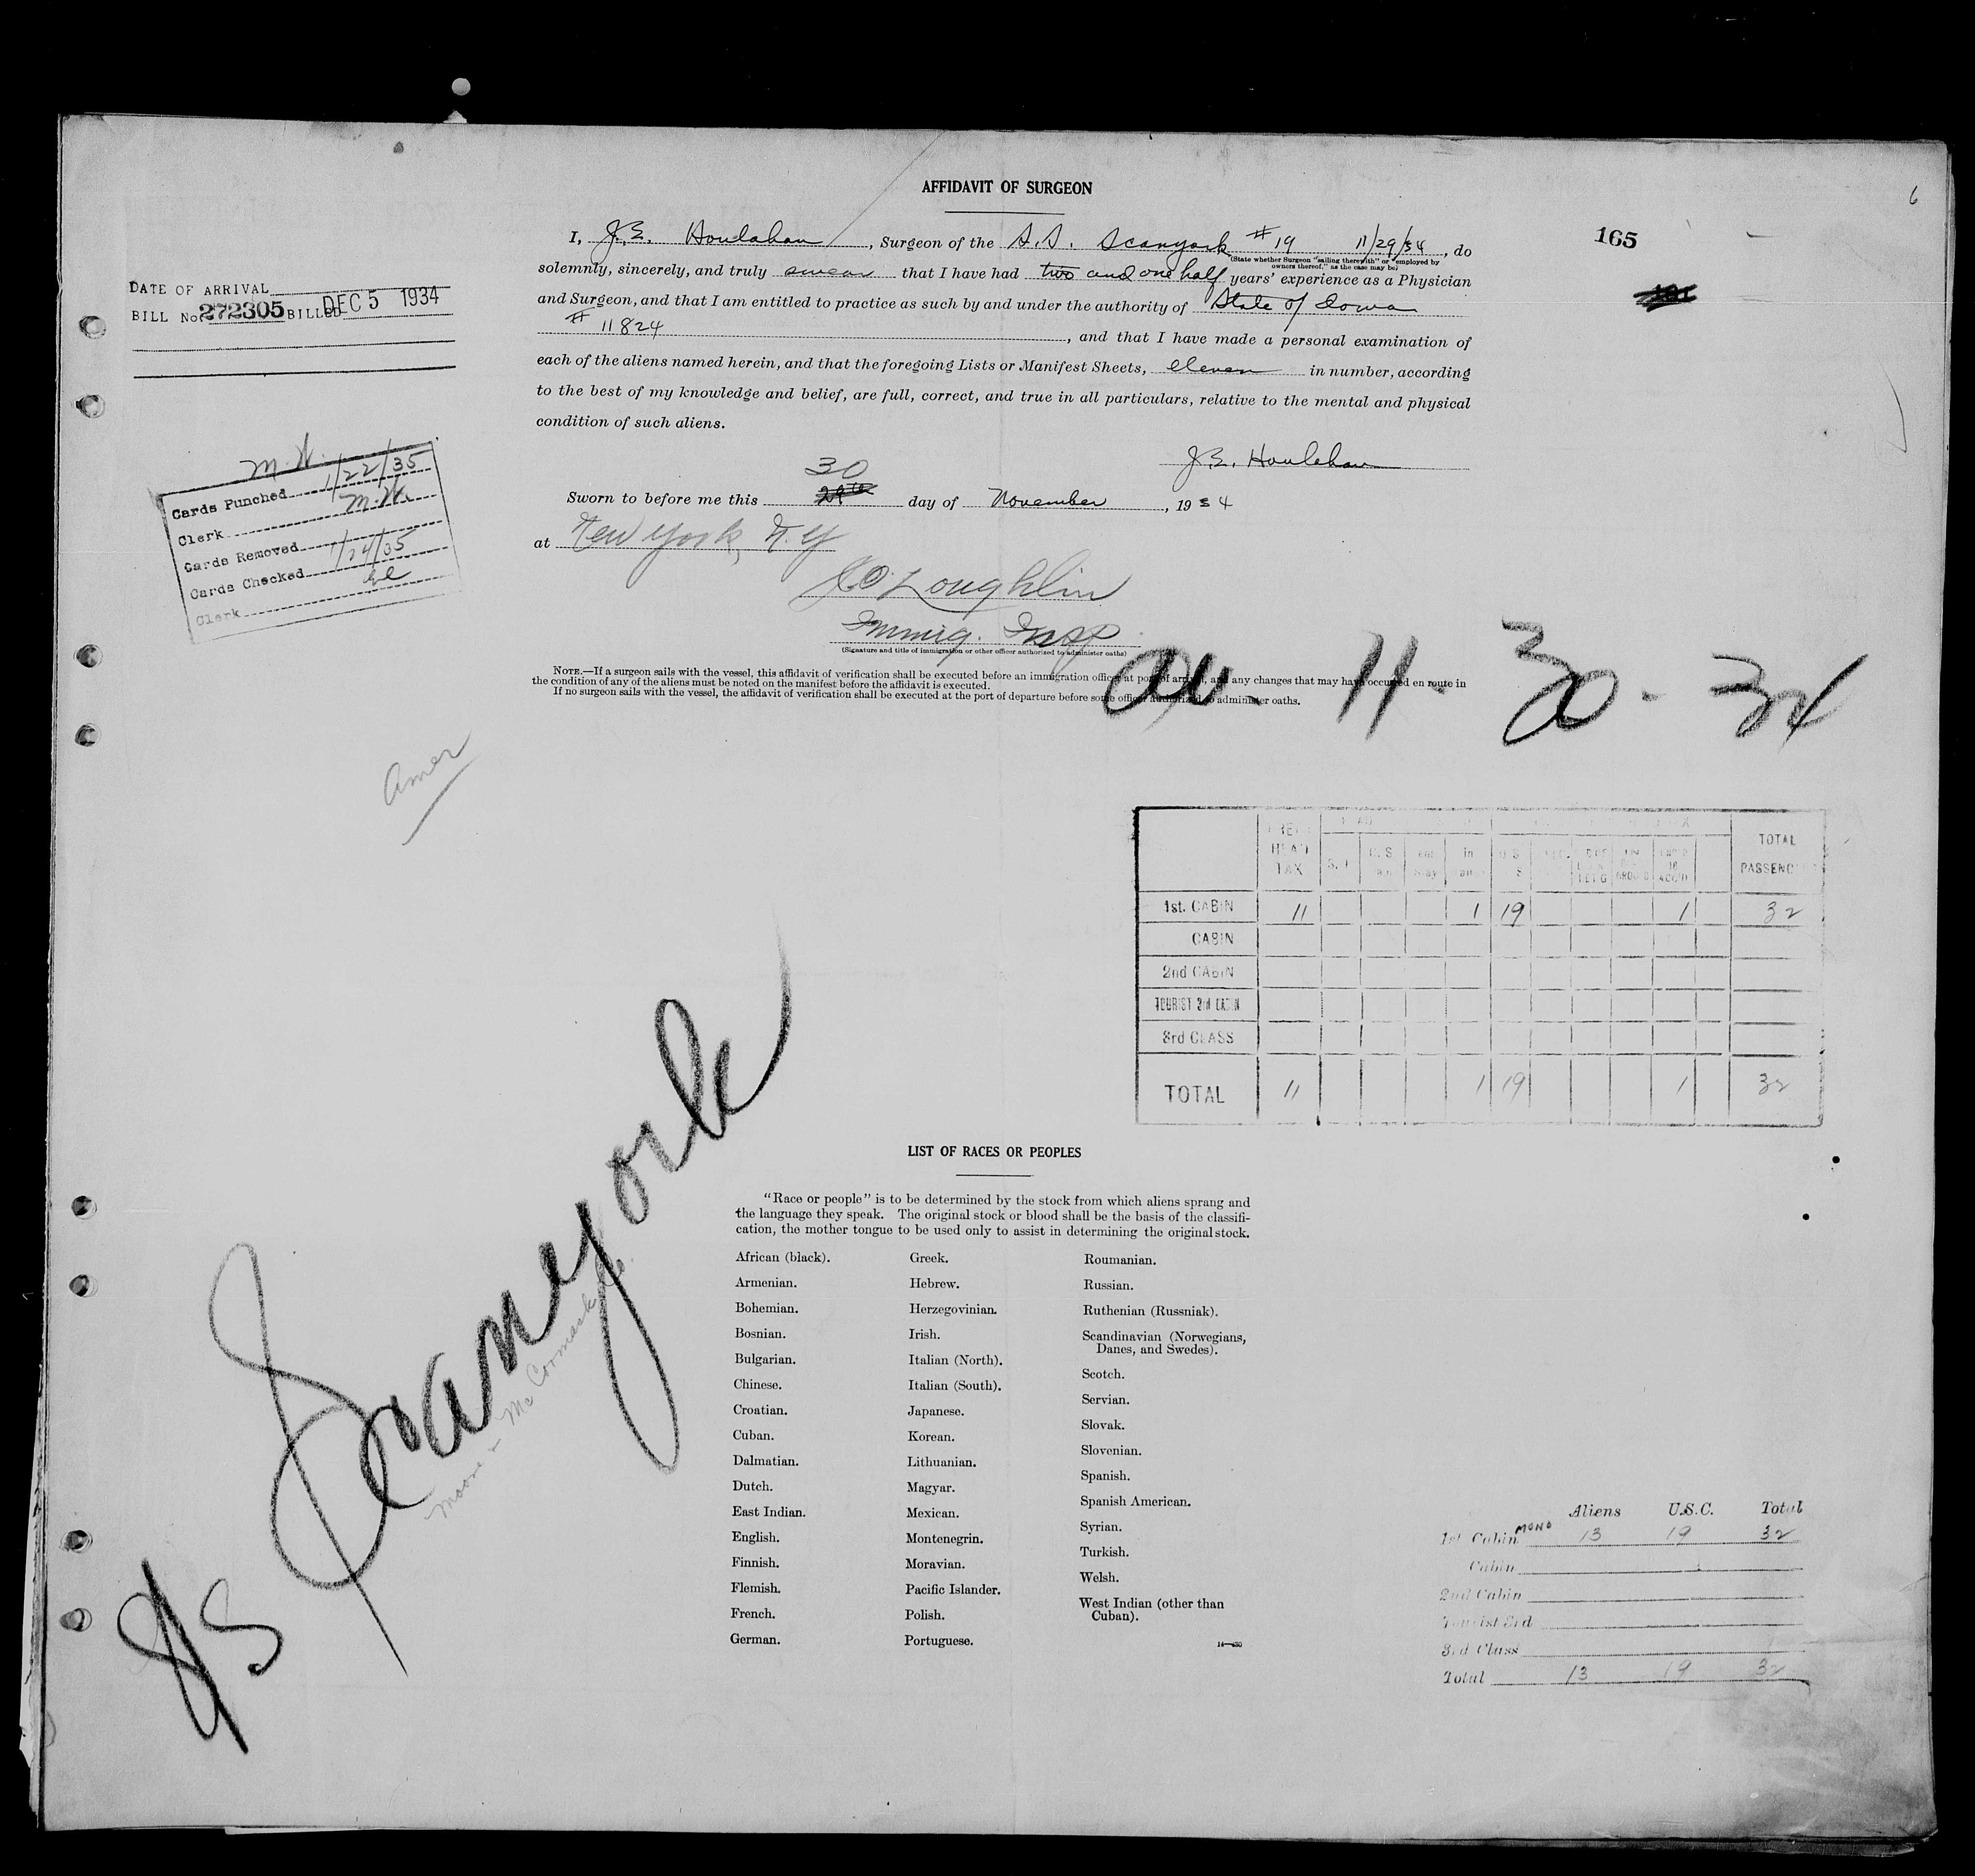 AFFIDAVIT OF SURGEON
6
165
I, J.E. Houlahan, Surgeon of the S.S. Scanyork #19 11/29/34, do
(State whether Surgeon "sailing therewith" or "employed by
owners thereof," as the case may be)
solemnly, sincerely, and truly swear that I have had two and one half years' experience as a Physician
and Surgeon, and that I am entitled to practice as such by and under the authority of State of Iowa
# 11824, and that I have made a personal examination of
each of the aliens named herein, and that the foregoing Lists or Manifest Sheets, eleven in number, according
to the best of my knowledge and belief, are full, correct, and true in all particulars, relative to the mental and physical
condition of such aliens.
J.E. Houlahan
30
Sworn to before me this 29th day of November, 1934
at New York, N.Y
O'Loughlin
Immig. Insp.
(Signature and title of immigration or other officer authorized to administer oaths)
NOTE.—If a surgeon sails with the vessel, this affidavit of verification shall be executed before an immigration officer at port of arrival, and any changes that may have occurred en route in
the condition of any of the aliens must be noted on the manifest before the affidavit is executed.
If no surgeon sails with the vessel, the affidavit of verification shall be executed at the port of departure before some officer authorized to administer oaths.
DATE OF ARRIVAL
BILL No. 272305 BILLED DEC 5 1934
M.W.
Cards Punched 1/22/35
Clerk M.W.
Cards Removed
Cards Checked 1/24/35
Clerk
11-30-34
Amer
HEAD
TAX
TOTAL
PASSENG
1st. CABIN 11 1 19 1 32
CABIN
2nd CABIN
TOURIST 3rd CABIN
3rd CLASS
TOTAL 11 1 19 1 32
Scanyork
SS
LIST OF RACES OR PEOPLES
"Race or people" is to be determined by the stock from which aliens sprang and
the language they speak. The original stock or blood shall be the basis of the classifi-
cation, the mother tongue to be used only to assist in determining the original stock.
African (black).
Armenian.
Bohemian.
Bosnian.
Bulgarian.
Chinese.
Croatian.
Cuban.
Dalmatian.
Dutch.
East Indian.
English.
Finnish.
Flemish.
French.
German.
Greek.
Hebrew.
Herzegovinian.
Irish.
Italian (North).
Italian (South).
Japanese.
Korean.
Lithuanian.
Magyar.
Mexican.
Montenegrin.
Moravian.
Pacific Islander.
Polish.
Portuguese.
Roumanian.
Russian.
Ruthenian (Russniak).
Scandinavian (Norwegians,
Danes, and Swedes).
Scotch.
Servian.
Slovak.
Slovenian.
Spanish.
Spanish American.
Syrian.
Turkish.
Welsh.
West Indian (other than
Cuban).
Aliens U.S.C. Total
1st Cabin MONO 13 19 32
Cabin
2nd Cabin
Tourist 3rd
3rd Class
Total 13 19 32